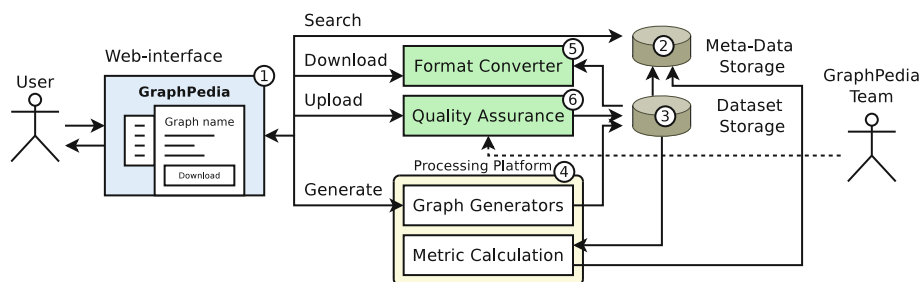 Search
Web-interface
User
1
GraphPedia
Graph name
Download
Download
Upload
Generate
5
Format Converter
6
Quality Assurance
Processing Platform
4
Graph Generators
Metric Calculation
2
Meta-Data
Storage
3
Dataset
Storage
GraphPedia
Team